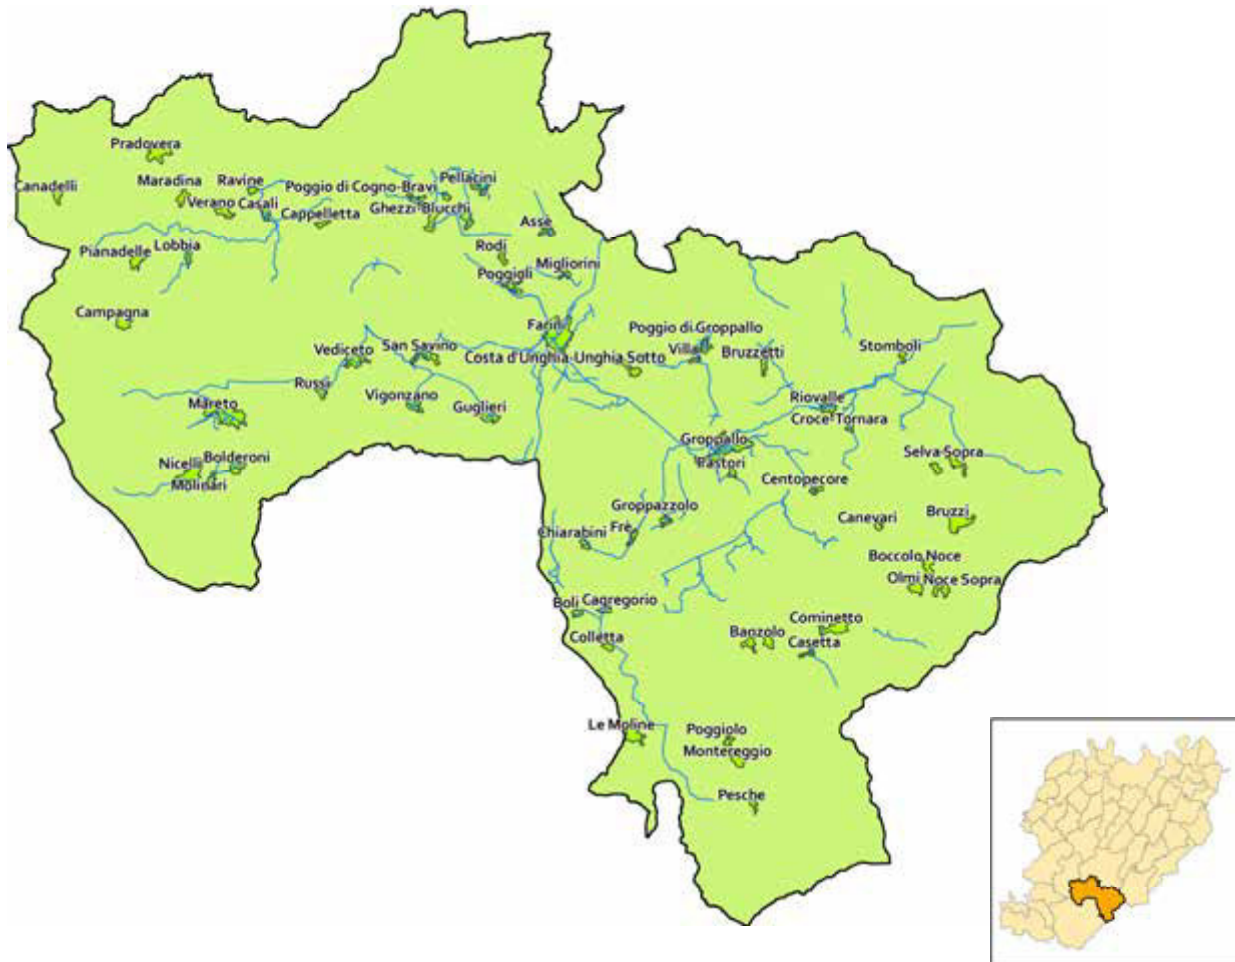 Pradovera
Canadelli
Maradina
Ravine
Poggio di Cogno-Bravi
Pellacini
Verano
Casali
Cappelletta
Ghezzi-Blucchi
Asse
Pianadelle
Lobbia
Rodi
Migliorini
Poggigli
Campagna
Farini
Poggio di Groppallo
Vediceto
San Savino
Costa d'Unghia-Unghia Sotto
Villa
Bruzzetti
Stomboli
Russi
Mareto
Vigonzano
Guglieri
Riovalle
Croce-Tornara
Groppallo
Nicelli
Bolderoni
Rastori
Selva Sopra
Molinari
Centopecore
Groppazzolo
Canevari
Bruzzi
Chiarabini
Fre
Boccolo Noce
Olmi
Noce Sopra
Boli
Cagregorio
Cominetto
Colletta
Banzolo
Casetta
Le Moline
Poggiolo
Montereggio
Pesche